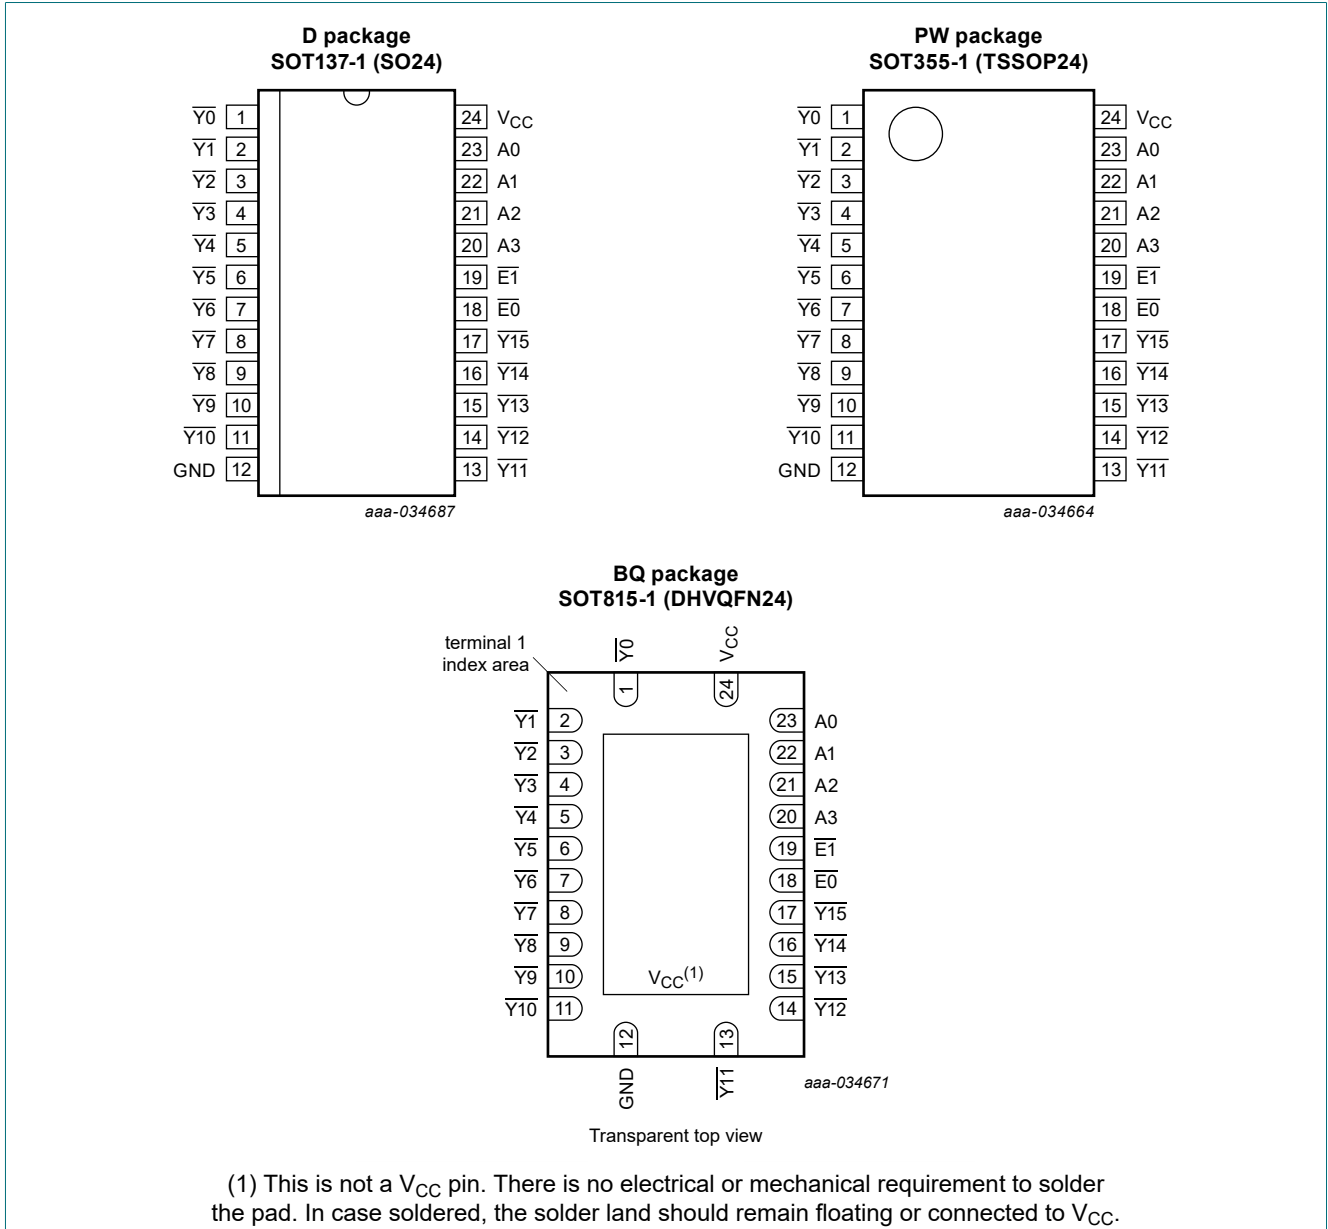 D package
SOT137-1 (SO24)
Y0 1 24 VCC
Y1 2 23 A0
Y2 3 22 A1
Y3 4 21 A2
Y4 5 20 A3
Y5 6 19 E1
Y6 7 18 E0
Y7 8 17 Y15
Y8 9 16 Y14
Y9 10 15 Y13
Y10 11 14 Y12
GND 12 13 Y11
aaa-034687
PW package
SOT355-1 (TSSOP24)
Y0 1 24 VCC
Y1 2 23 A0
Y2 3 22 A1
Y3 4 21 A2
Y4 5 20 A3
Y5 6 19 E1
Y6 7 18 E0
Y7 8 17 Y15
Y8 9 16 Y14
Y9 10 15 Y13
Y10 11 14 Y12
GND 12 13 Y11
aaa-034664
BQ package
SOT815-1 (DHVQFN24)
terminal 1
index area
Y0 VCC
1 24
Y1 2 23 A0
Y2 3 22 A1
Y3 4 21 A2
Y4 5 20 A3
Y5 6 19 E1
Y6 7 18 E0
Y7 8 17 Y15
Y8 9 16 Y14
Y9 10 VCC(1) 15 Y13
Y10 11 14 Y12
12 13
GND Y11
aaa-034671
Transparent top view
(1) This is not a VCC pin. There is no electrical or mechanical requirement to solder
the pad. In case soldered, the solder land should remain floating or connected to VCC.